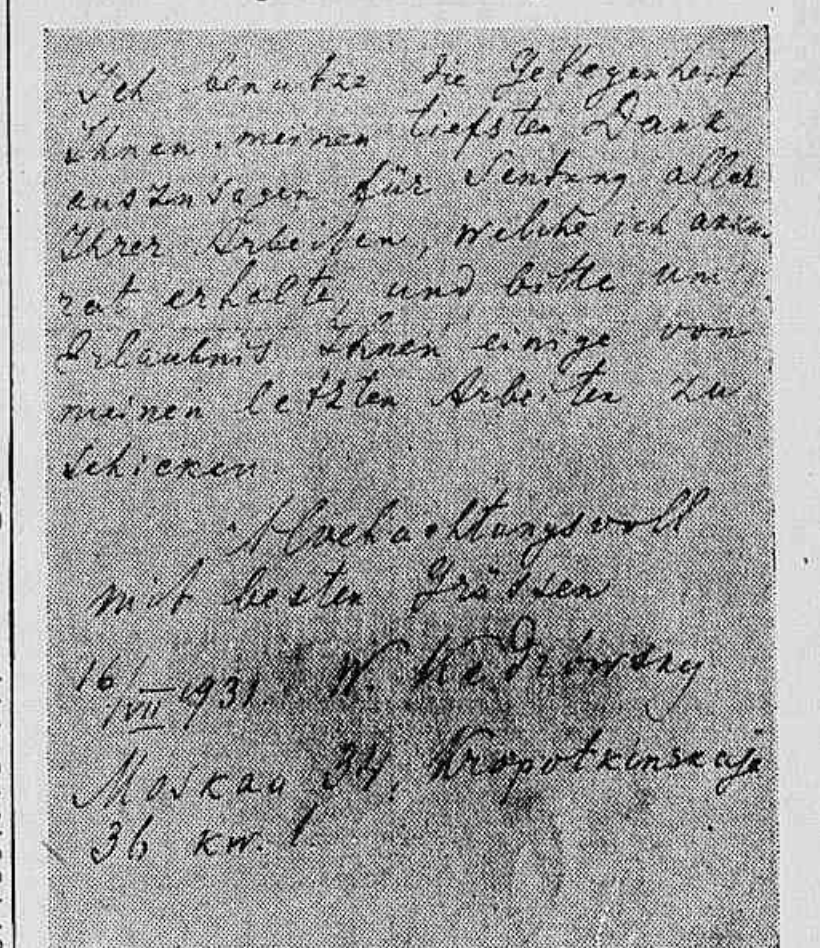 Ich benutze die Gelegenheit
Ihnen meinen tiefsten Dank
auszusagen für Sentung aller
Ihrer Arbeiten, welche ich akku-
rat erhalte, und bitte um
Erlaubnis Ihnen einige von
meinen letzten Arbeiten zu
schicken.
Hochachtungsvoll
mit besten Grüssen
16/VII 1931. W. Kedrowsky
Moskau 34, Kropotkinskaja
36 kw. 1.